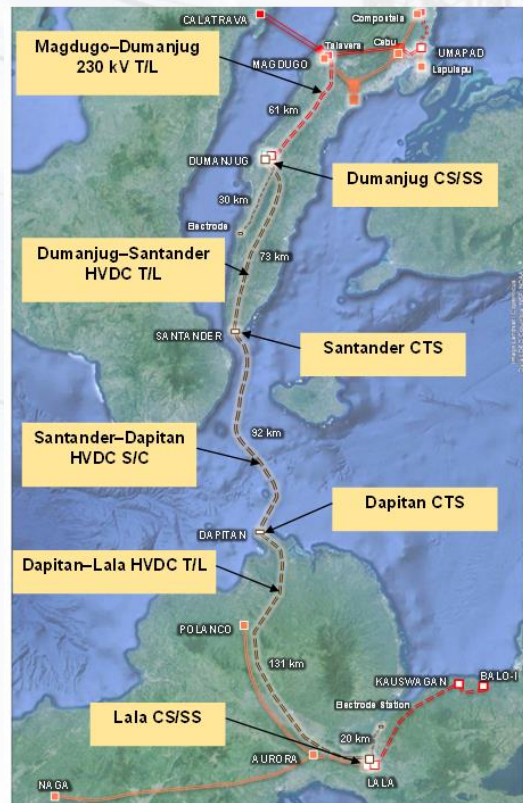 CALATRAVA
Compostela
Magdugo–Dumanjug
230 kV T/L
Talavera
Cebu
UMAPAD
MAGDUGO
Lapulapu
61 km
DUMANJUG
Dumanjug CS/SS
30 km
Electrode
Dumanjug–Santander
HVDC T/L
73 km
SANTANDER
Santander CTS
Santander–Dapitan
HVDC S/C
92 km
Dapitan CTS
DAPITAN
Dapitan–Lala HVDC T/L
POLANCO
131 km
KAUSWAGAN
BALO-I
Electrode Station
Lala CS/SS
20 km
AURORA
LALA
NAGA